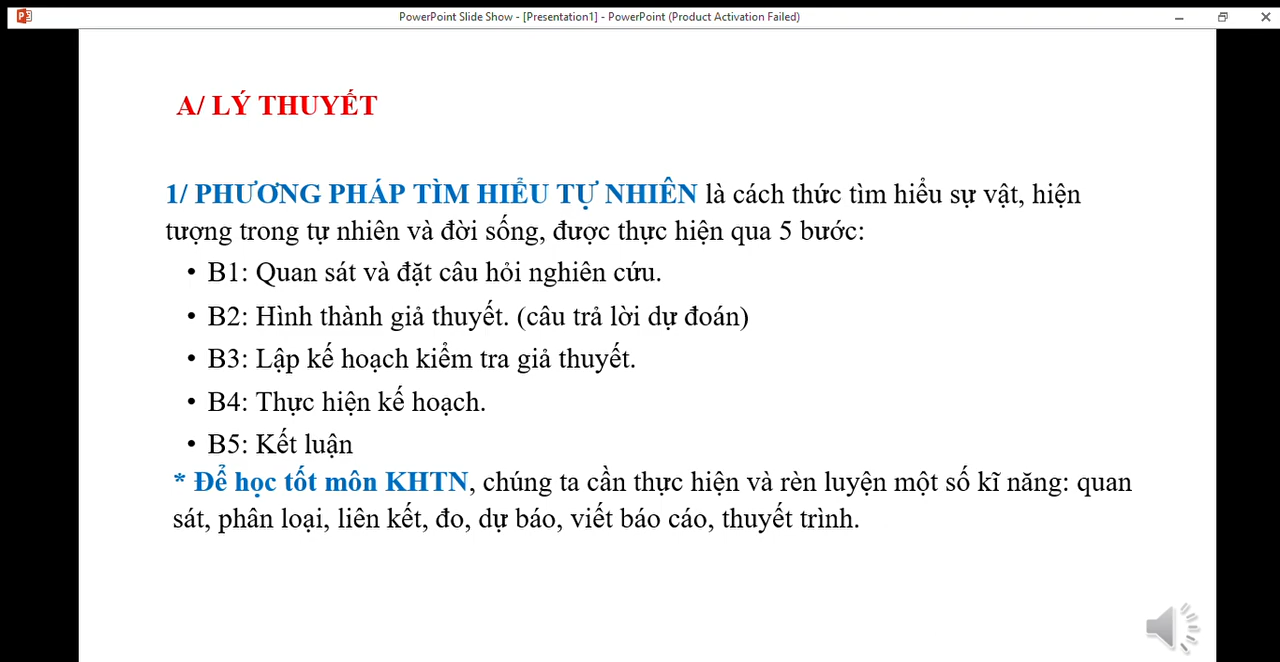 PowerPoint Slide Show - [Presentation1] - PowerPoint (Product Activation Failed)
A/ LÝ THUYẾT
1/ PHƯƠNG PHÁP TÌM HIỂU TỰ NHIÊN là cách thức tìm hiểu sự vật, hiện
tượng trong tự nhiên và đời sống, được thực hiện qua 5 bước:
• B1: Quan sát và đặt câu hỏi nghiên cứu.
• B2: Hình thành giả thuyết. (câu trả lời dự đoán)
• B3: Lập kế hoạch kiểm tra giả thuyết.
• B4: Thực hiện kế hoạch.
• B5: Kết luận
* Để học tốt môn KHTN, chúng ta cần thực hiện và rèn luyện một số kĩ năng: quan
sát, phân loại, liên kết, đo, dự báo, viết báo cáo, thuyết trình.